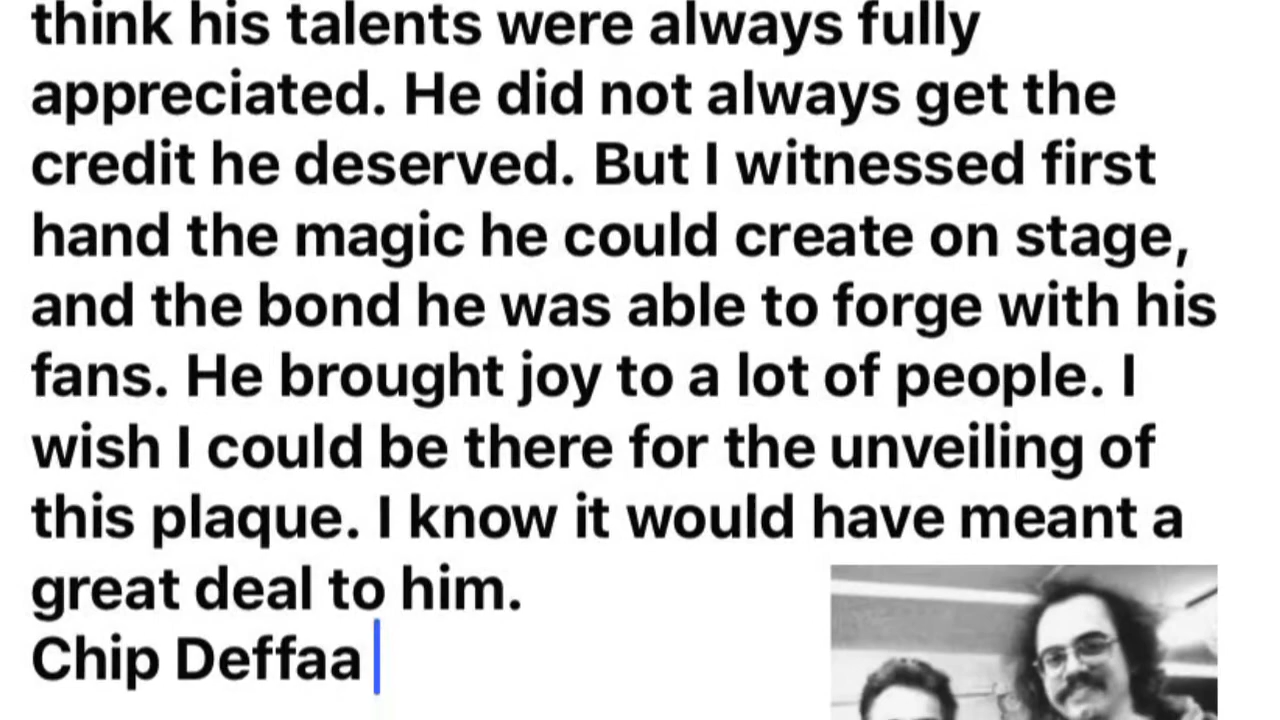 think his talents were always fully
appreciated. He did not always get the
credit he deserved. But I witnessed first
hand the magic he could create on stage,
and the bond he was able to forge with his
fans. He brought joy to a lot of people. I
wish I could be there for the unveiling of
this plaque. I know it would have meant a
great deal to him.
Chip Deffaa